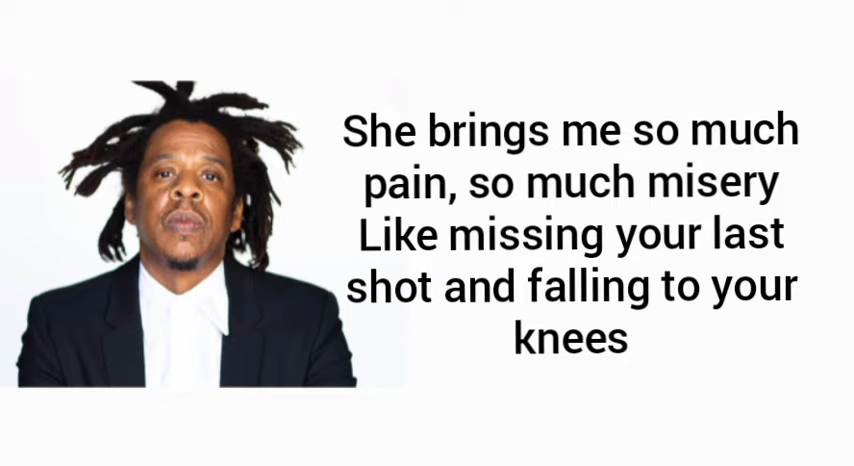 She brings me so much
pain, so much misery
Like missing your last
shot and falling to your
knees